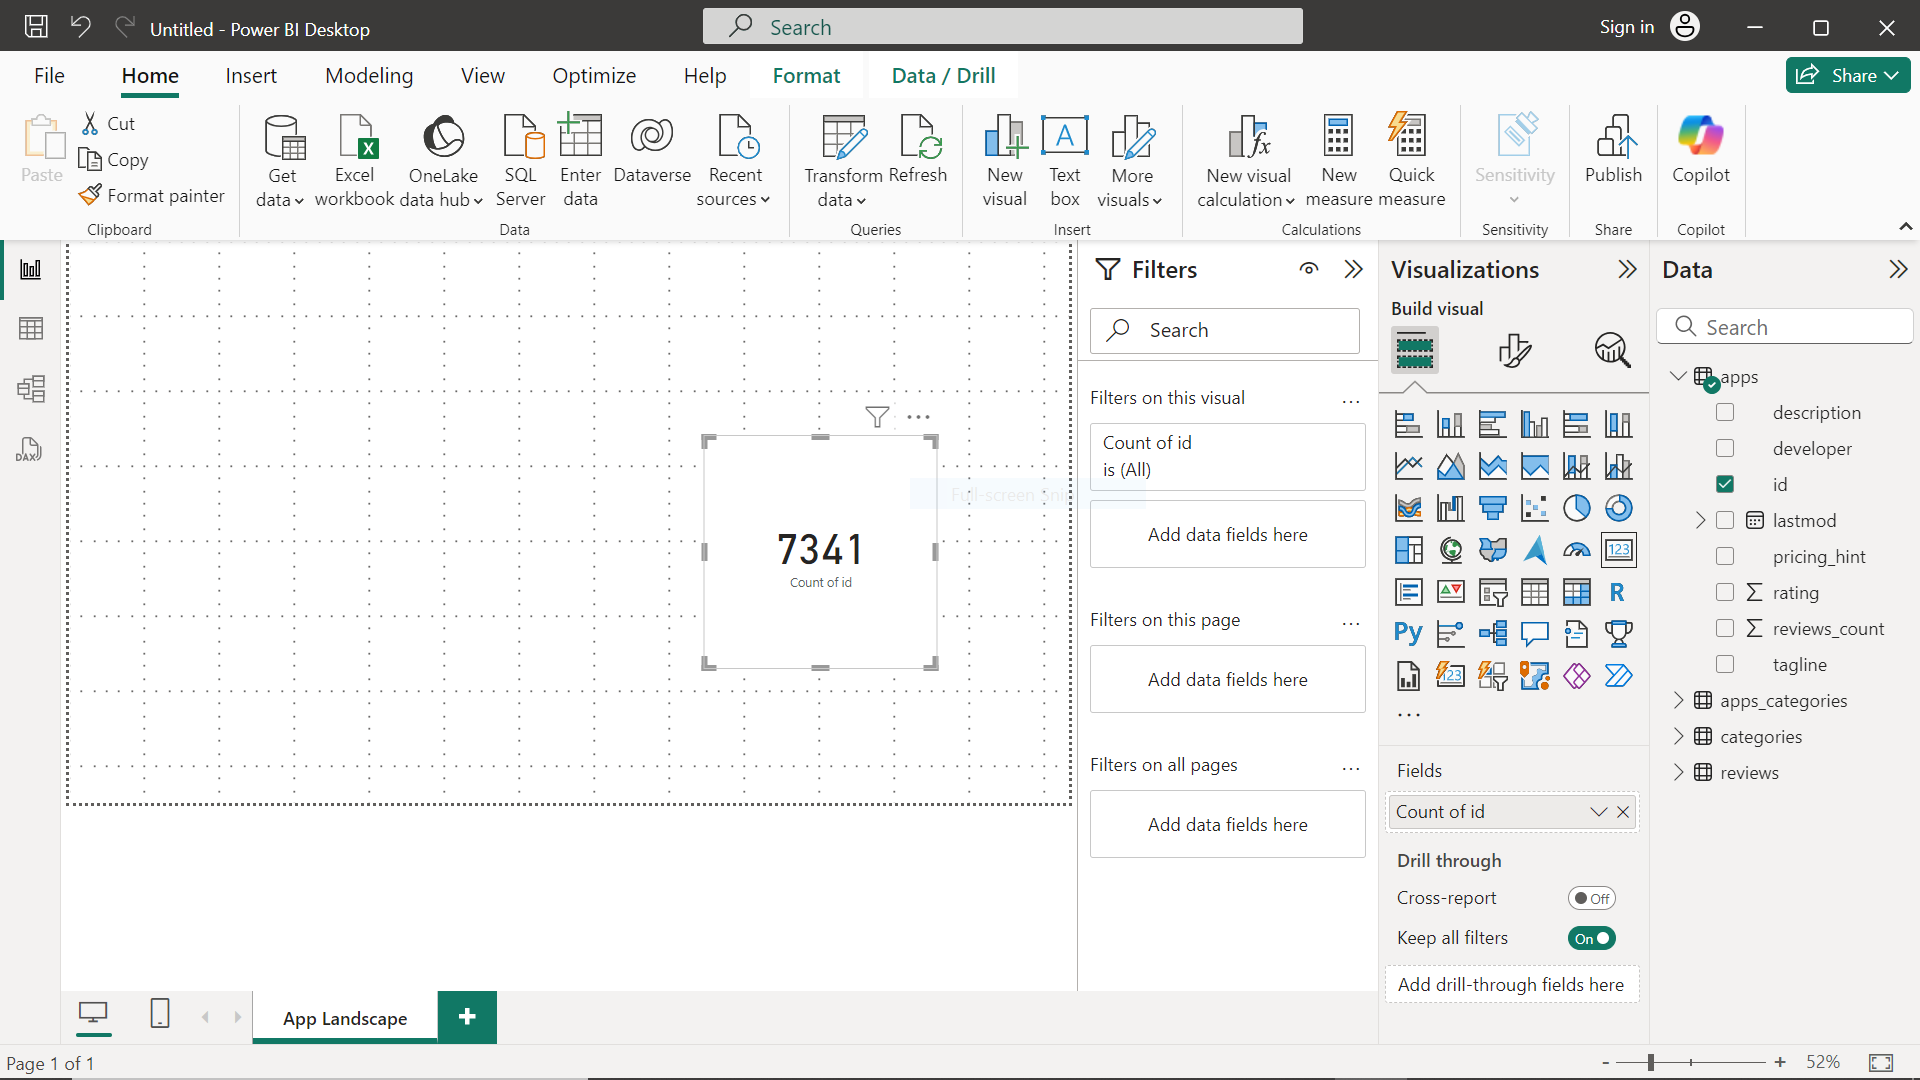 Untitled - Power BI Desktop
Search
Sign in
File
Home
Insert
Modeling
View
Optimize
Help
Format
Data / Drill
Share
Paste
Cut
Copy
Format painter
Clipboard
Get data
Excel workbook
OneLake data hub
SQL Server
Enter data
Dataverse
Recent sources
Data
Transform data
Refresh
Queries
New visual
A
Text box
More visuals
Insert
New visual calculation
New measure
Quick measure
Calculations
Sensitivity
Sensitivity
Publish
Share
Copilot
Copilot
DAX
7341
Count of id
Full-screen Snip
Filters
Search
Filters on this visual
Count of id
is (All)
Add data fields here
Filters on this page
Add data fields here
Filters on all pages
Add data fields here
Visualizations
Build visual
123
R
Py
123
Fields
Count of id
Drill through
Cross-report
Off
Keep all filters
On
Add drill-through fields here
Data
Search
apps
description
developer
id
lastmod
pricing_hint
rating
reviews_count
tagline
apps_categories
categories
reviews
App Landscape
Page 1 of 1
52%